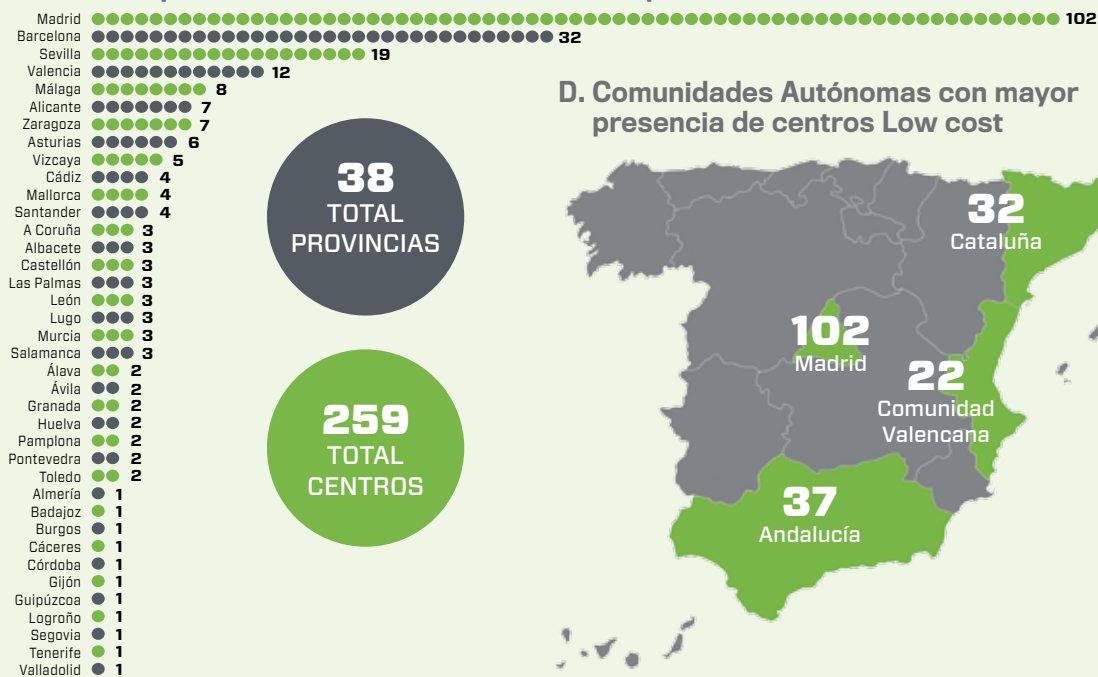 Madrid 102
Barcelona 32
Sevilla 19
Valencia 12
Málaga 8
Alicante 7
Zaragoza 7
Asturias 6
Vizcaya 5
Cádiz 4
Mallorca 4
Santander 4
A Coruña 3
Albacete 3
Castellón 3
Las Palmas 3
León 3
Lugo 3
Murcia 3
Salamanca 3
Álava 2
Ávila 2
Granada 2
Huelva 2
Pamplona 2
Pontevedra 2
Toledo 2
Almería 1
Badajoz 1
Burgos 1
Cáceres 1
Córdoba 1
Gijón 1
Guipúzcoa 1
Logroño 1
Segovia 1
Tenerife 1
Valladolid 1
38
TOTAL
PROVINCIAS
259
TOTAL
CENTROS
D. Comunidades Autónomas con mayor
presencia de centros Low cost
32
Cataluña
102
Madrid
22
Comunidad
Valencana
37
Andalucía